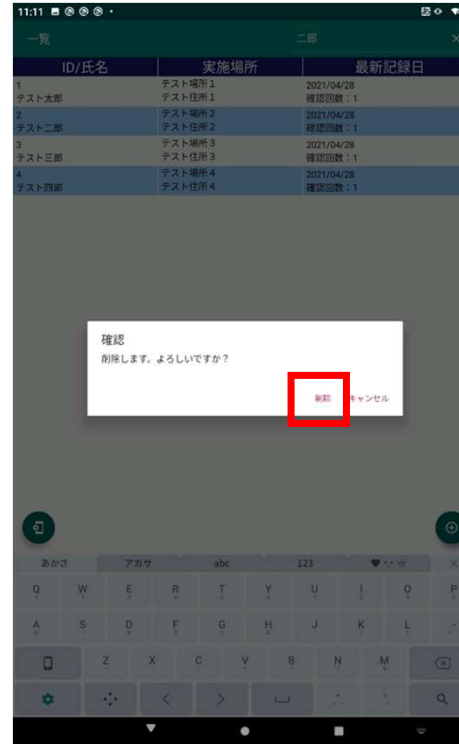 11:11
一覧
二郎
ID/氏名 実施場所 最新記録日
1 テスト場所1 2021/04/28
テスト太郎 テスト住所1 確認回数:1
2 テスト場所2 2021/04/28
テスト二郎 テスト住所2 確認回数:1
3 テスト場所3 2021/04/28
テスト三郎 テスト住所3 確認回数:1
4 テスト場所4 2021/04/28
テスト四郎 テスト住所4 確認回数:1
確認
削除します。よろしいですか?
削除 キャンセル
あかさ アカサ abc 123
Q W E R T Y U I O P
A S D F G H J K L
Z X C V B N M